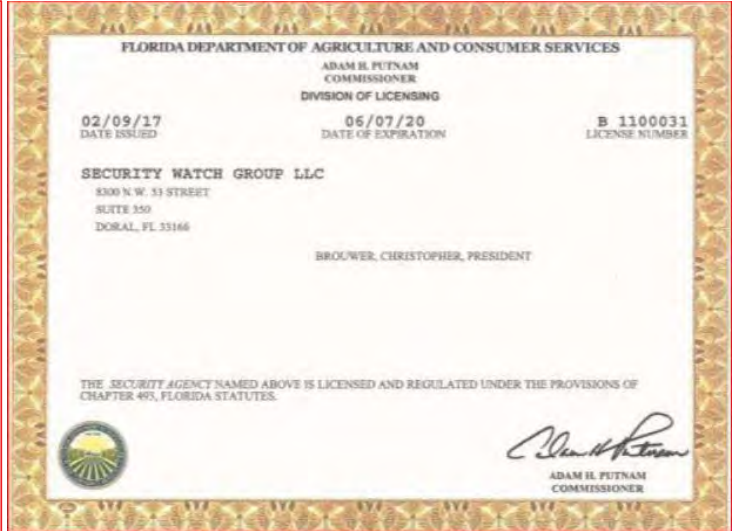 FLORIDA DEPARTMENT OF AGRICULTURE AND CONSUMER SERVICES
ADAM H. PUTNAM
COMMISSIONER
DIVISION OF LICENSING
02/09/17 06/07/20 B 1100031
DATE ISSUED DATE OF EXPIRATION LICENSE NUMBER
SECURITY WATCH GROUP LLC
8300 N.W. 53 STREET
SUITE 350
DORAL, FL 33166
BROUWER, CHRISTOPHER, PRESIDENT
THE SECURITY AGENCY NAMED ABOVE IS LICENSED AND REGULATED UNDER THE PROVISIONS OF
CHAPTER 493, FLORIDA STATUTES.
ADAM H. PUTNAM
COMMISSIONER